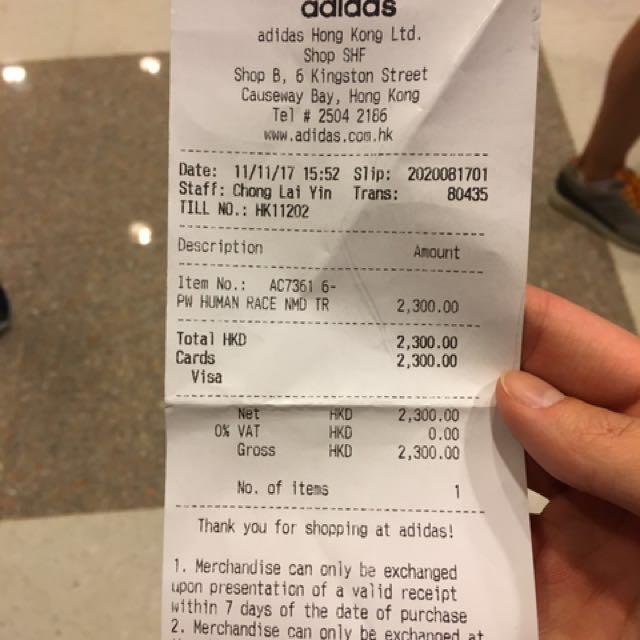 adidas
adidas Hong Kong Ltd.
Shop SHF
Shop B, 6 Kingston Street
Causeway Bay, Hong Kong
Tel # 2504 2186
www.adidas.com.hk
Date: 11/11/17 15:52 Slip: 2020081701
Staff: Chong Lai Yin Trans: 80435
TILL NO.: HK11202
Description Amount
Item No.: AC7361 6-
PW HUMAN RACE NMD TR 2,300.00
Total HKD 2,300.00
Cards 2,300.00
Visa
Net HKD 2,300.00
0% VAT HKD 0.00
Gross HKD 2,300.00
No. of items 1
Thank you for shopping at adidas!
1. Merchandise can only be exchanged
upon presentation of a valid receipt
within 7 days of the date of purchase
2. Merchandise can only be exchanged at